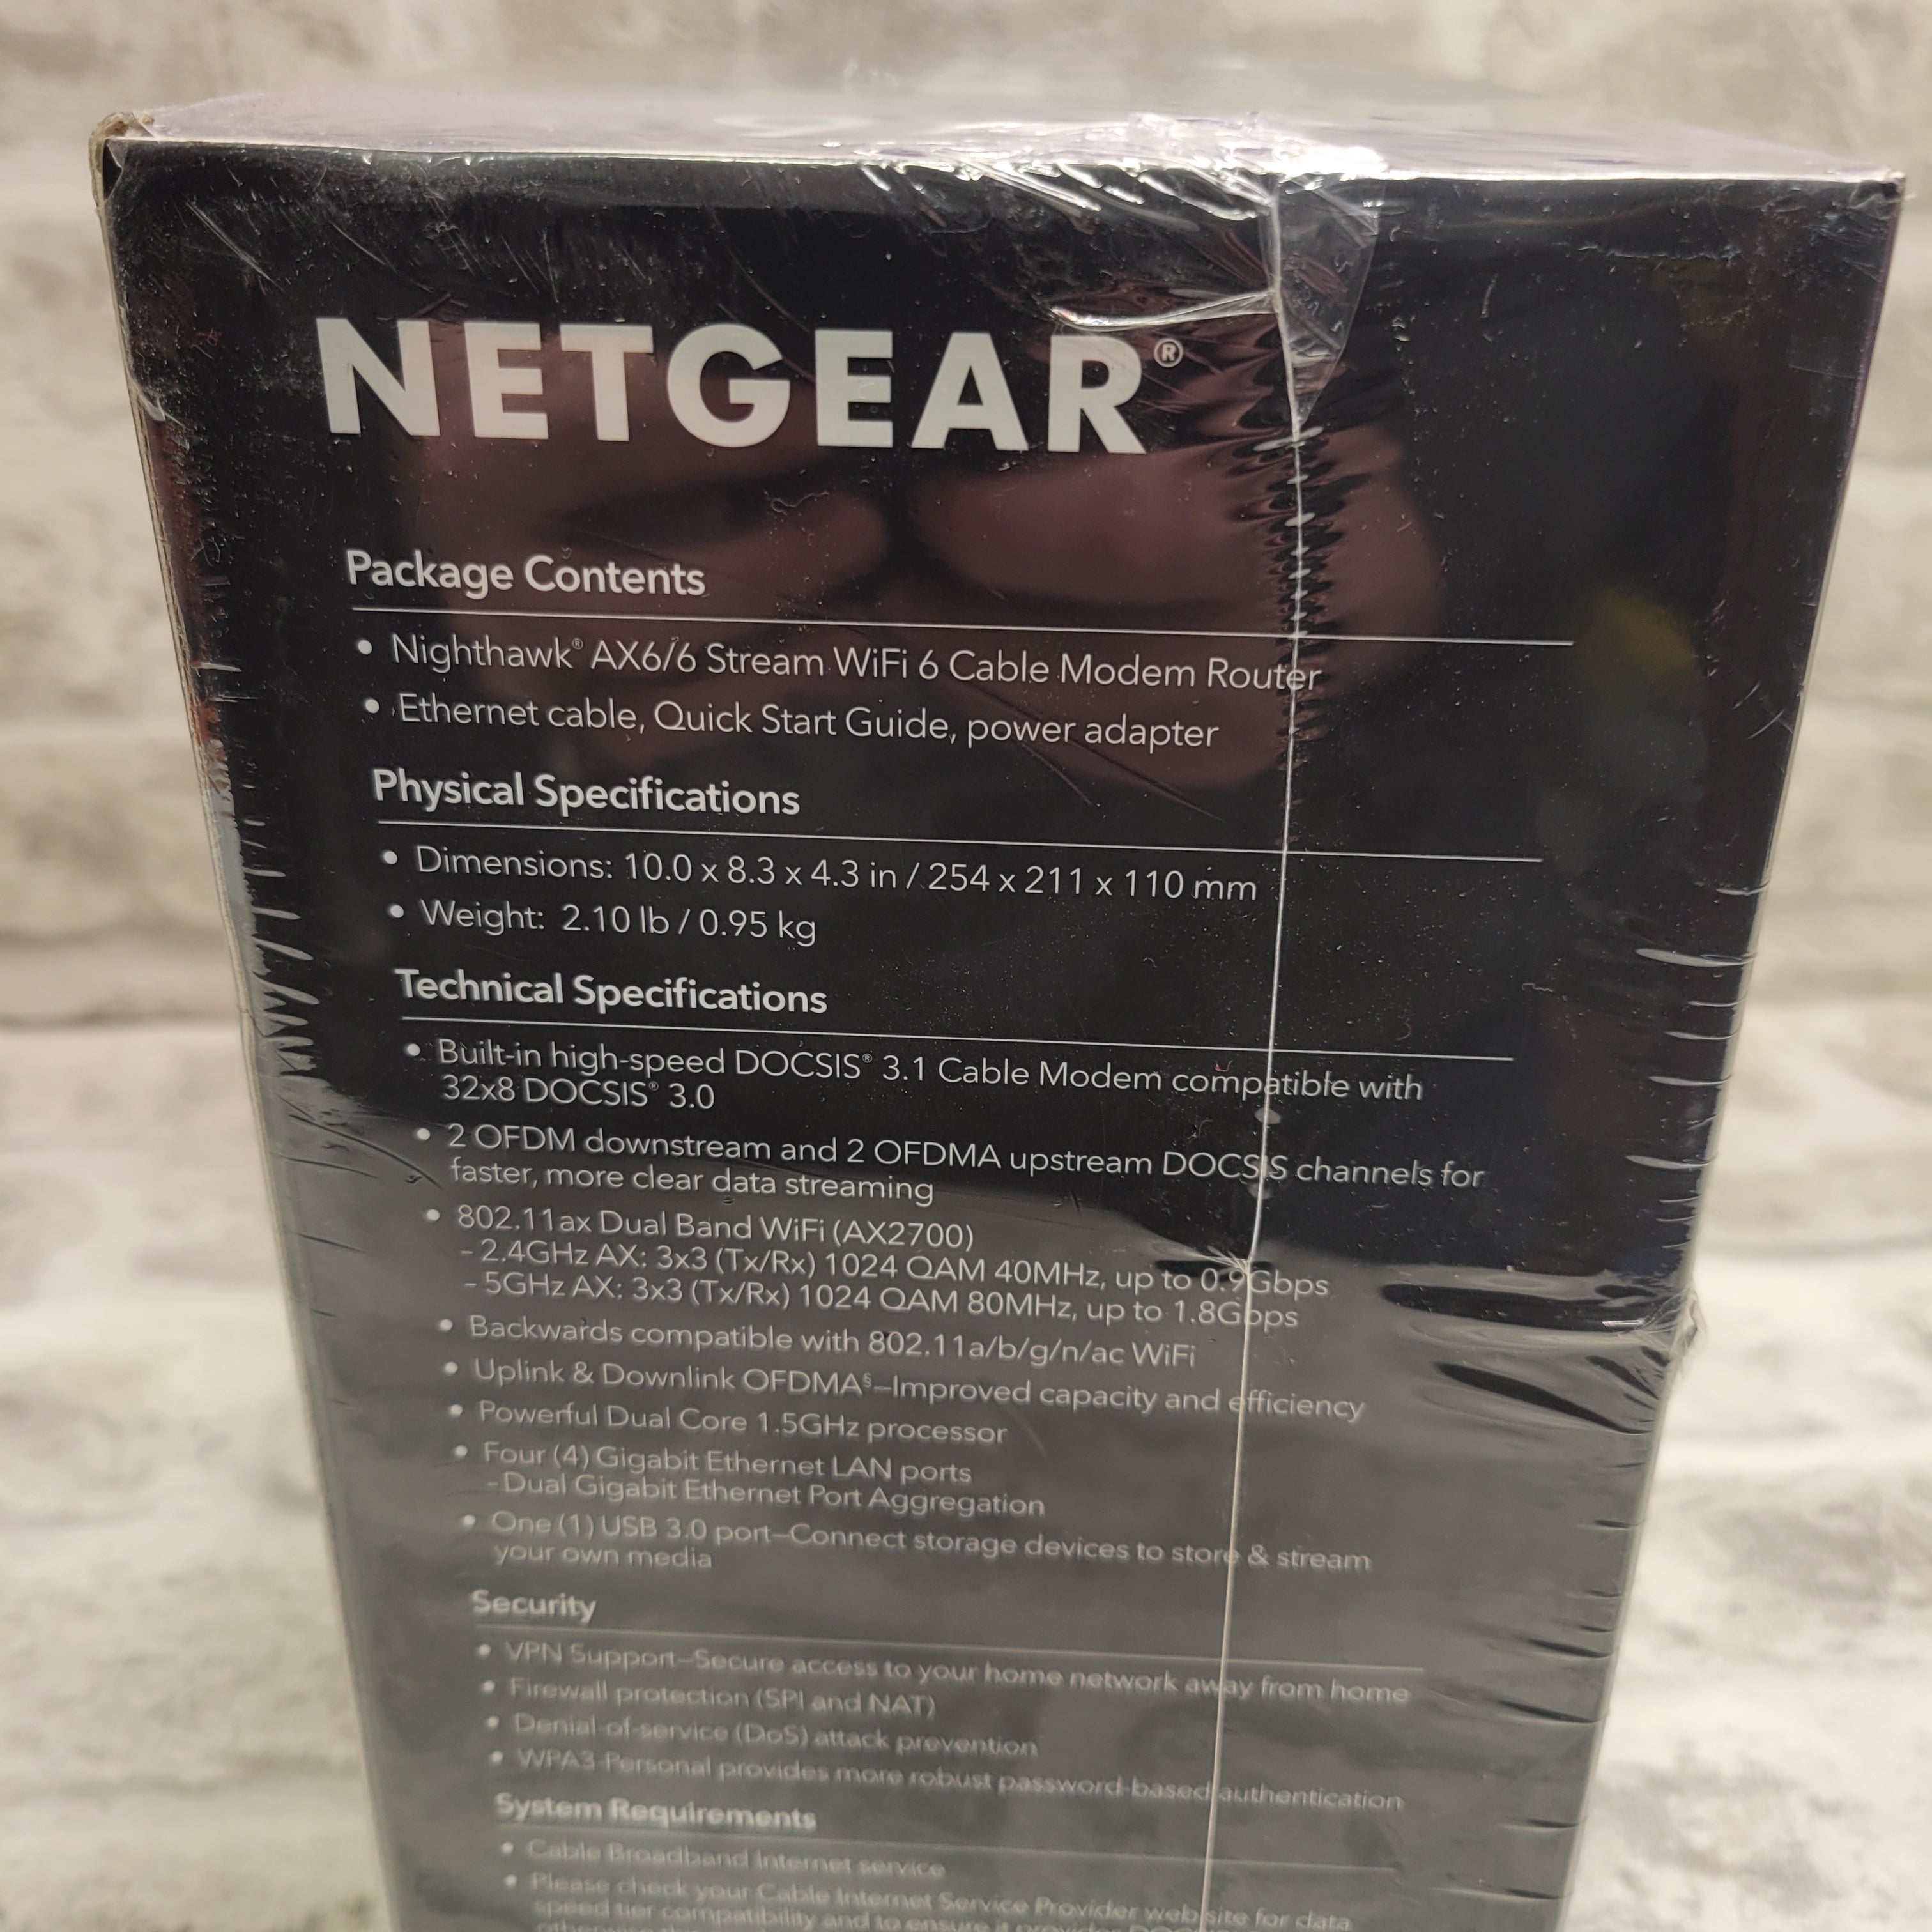 NETGEAR®
Package Contents
• Nighthawk® AX6/6 Stream WiFi 6 Cable Modem Router
• Ethernet cable, Quick Start Guide, power adapter
Physical Specifications
• Dimensions: 10.0 x 8.3 x 4.3 in / 254 x 211 x 110 mm
• Weight: 2.10 lb / 0.95 kg
Technical Specifications
• Built-in high-speed DOCSIS® 3.1 Cable Modem compatible with
32x8 DOCSIS® 3.0
• 2 OFDM downstream and 2 OFDMA upstream DOCSIS channels for
faster, more clear data streaming
• 802.11ax Dual Band WiFi (AX2700)
– 2.4GHz AX: 3x3 (Tx/Rx) 1024 QAM 40MHz, up to 0.9Gbps
– 5GHz AX: 3x3 (Tx/Rx) 1024 QAM 80MHz, up to 1.8Gbps
• Backwards compatible with 802.11a/b/g/n/ac WiFi
• Uplink & Downlink OFDMA§–Improved capacity and efficiency
• Powerful Dual Core 1.5GHz processor
• Four (4) Gigabit Ethernet LAN ports
– Dual Gigabit Ethernet Port Aggregation
• One (1) USB 3.0 port–Connect storage devices to store & stream
your own media
Security
• VPN Support–Secure access to your home network away from home
• Firewall protection (SPI and NAT)
• Denial-of-service (DoS) attack prevention
• WPA3-Personal provides more robust password-based authentication
System Requirements
• Cable Broadband Internet service
• Please check your Cable Internet Service Provider website for data
speed tier compatibility and to ensure it